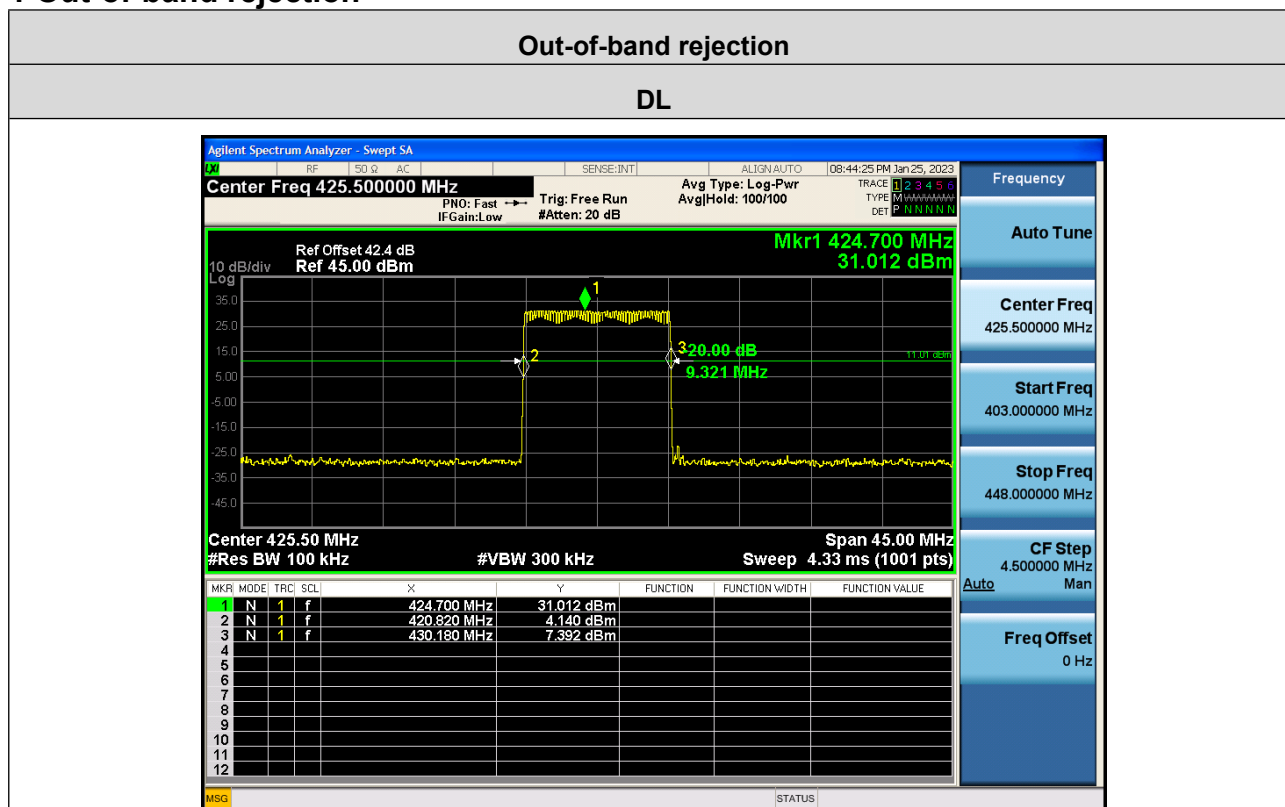 Out-of-band rejection
DL
Agilent Spectrum Analyzer - Swept SA
LXI RF 50 Ω AC SENSE:INT ALIGN AUTO 08:44:25 PM Jan 25, 2023
Center Freq 425.500000 MHz
PNO: Fast
IFGain:Low
Trig: Free Run
#Atten: 20 dB
Avg Type: Log-Pwr
Avg|Hold: 100/100
TRACE 1 2 3 4 5 6
TYPE M
DET P N N N N N
Mkr1 424.700 MHz
31.012 dBm
Ref Offset 42.4 dB
10 dB/div Ref 45.00 dBm
Log
35.0
25.0
15.0
5.00
-5.00
-15.0
-25.0
-35.0
-45.0
1
2
3
-20.00 dB
9.321 MHz
11.01 dBm
Center 425.50 MHz Span 45.00 MHz
#Res BW 100 kHz #VBW 300 kHz Sweep 4.33 ms (1001 pts)
MKR MODE TRC SCL X Y FUNCTION FUNCTION WIDTH FUNCTION VALUE
1 N 1 f 424.700 MHz 31.012 dBm
2 N 1 f 420.820 MHz 4.140 dBm
3 N 1 f 430.180 MHz 7.392 dBm
4
5
6
7
8
9
10
11
12
MSG STATUS
Frequency
Auto Tune
Center Freq
425.500000 MHz
Start Freq
403.000000 MHz
Stop Freq
448.000000 MHz
CF Step
4.500000 MHz
Auto Man
Freq Offset
0 Hz